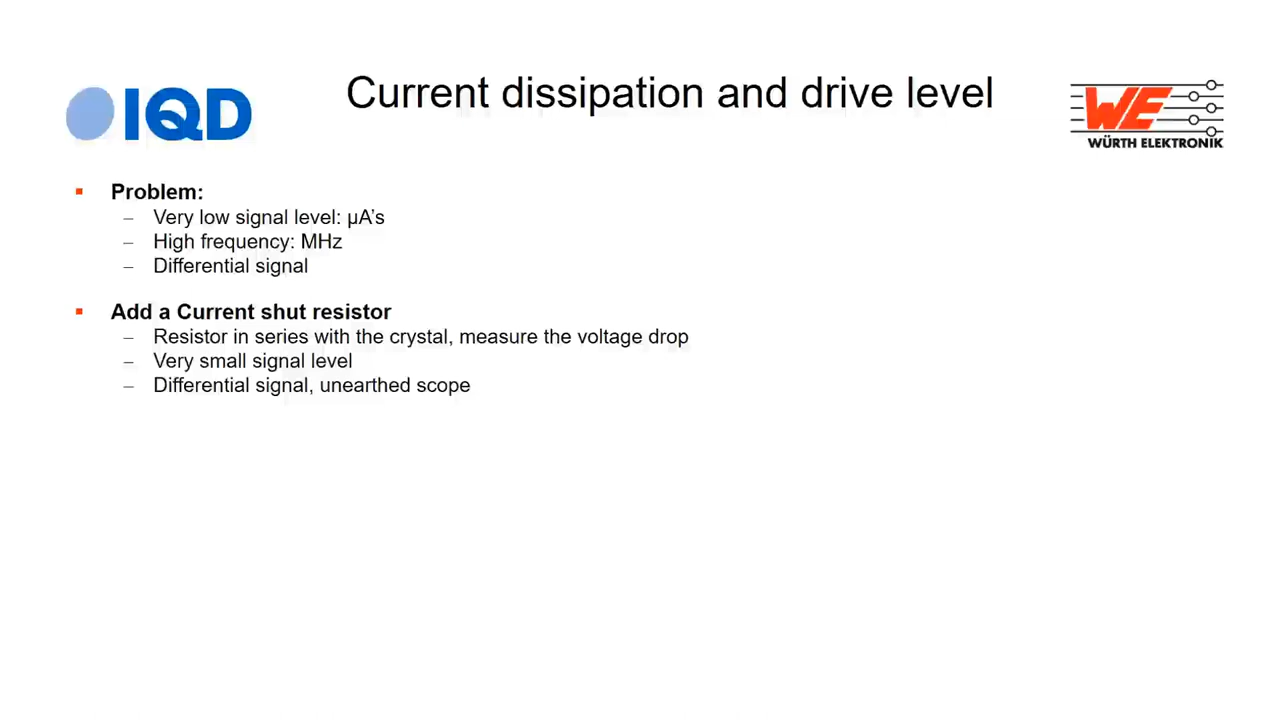 IQD
Current dissipation and drive level
WE
WÜRTH ELEKTRONIK
▪ Problem:
– Very low signal level: µA’s
– High frequency: MHz
– Differential signal
▪ Add a Current shut resistor
– Resistor in series with the crystal, measure the voltage drop
– Very small signal level
– Differential signal, unearthed scope